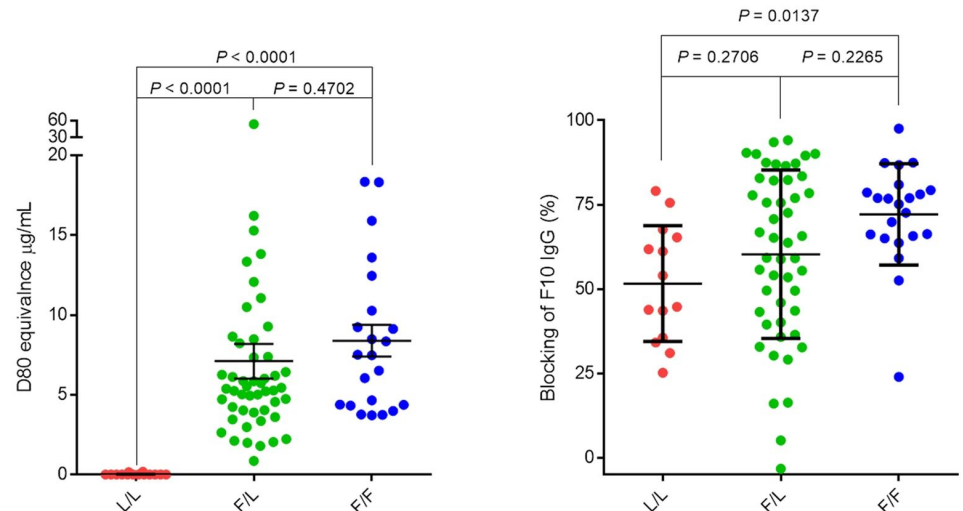 P < 0.0001
P < 0.0001
P = 0.4702
60
30
20
15
10
5
0
D80 equivalnce µg/mL
L/L
F/L
F/F
P = 0.0137
P = 0.2706
P = 0.2265
100
75
50
25
0
Blocking of F10 IgG (%)
L/L
F/L
F/F